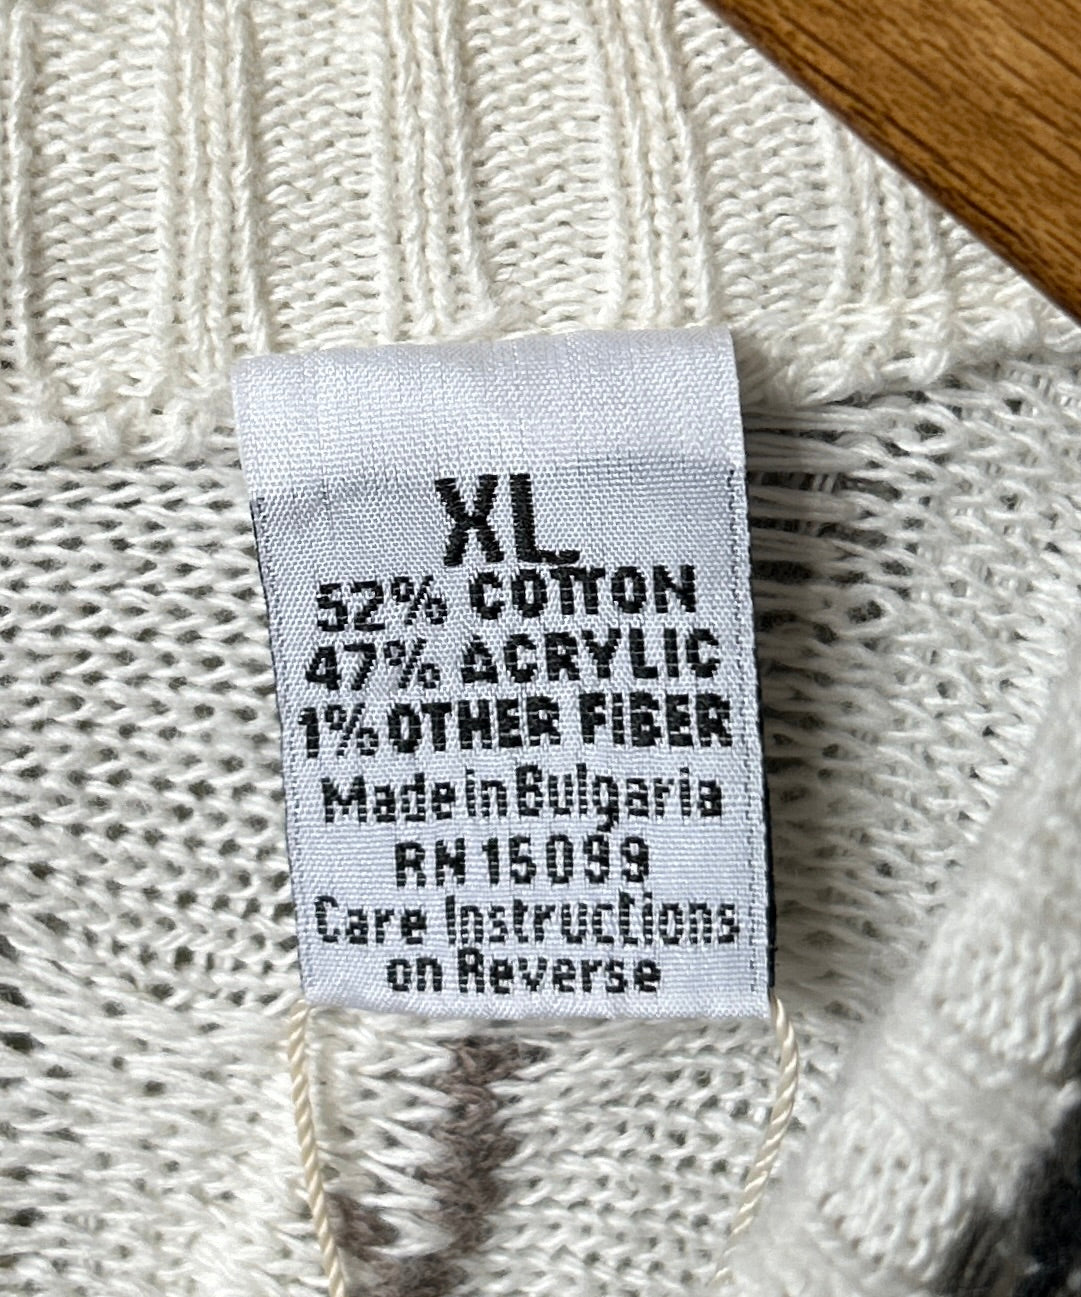 XL
52% COTTON
47% ACRYLIC
1% OTHER FIBER
Made in Bulgaria
RN 15099
Care Instructions
on Reverse